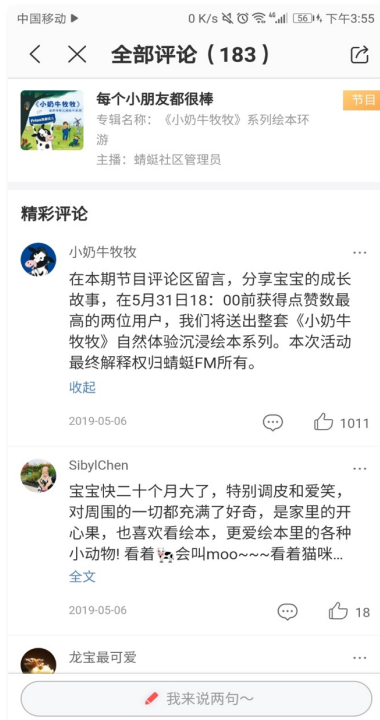 中国移动 0 K/s 4G 56 下午3:55
全部评论（183）
《小奶牛牧牧》
每个小朋友都很棒
节目
专辑名称：《小奶牛牧牧》系列绘本环
游
主播：蜻蜓社区管理员
精彩评论
小奶牛牧牧
在本期节目评论区留言，分享宝宝的成长
故事，在5月31日18：00前获得点赞数最
高的两位用户，我们将送出整套《小奶牛
牧牧》自然体验沉浸绘本系列。本次活动
最终解释权归蜻蜓FM所有。
收起
2019-05-06 1011
SibylChen
宝宝快二十个月大了，特别调皮和爱笑，
对周围的一切都充满了好奇，是家里的开
心果，也喜欢看绘本，更爱绘本里的各种
小动物! 看着🐄会叫moo~~~看着猫咪...
全文
2019-05-06 18
龙宝最可爱
我来说两句～